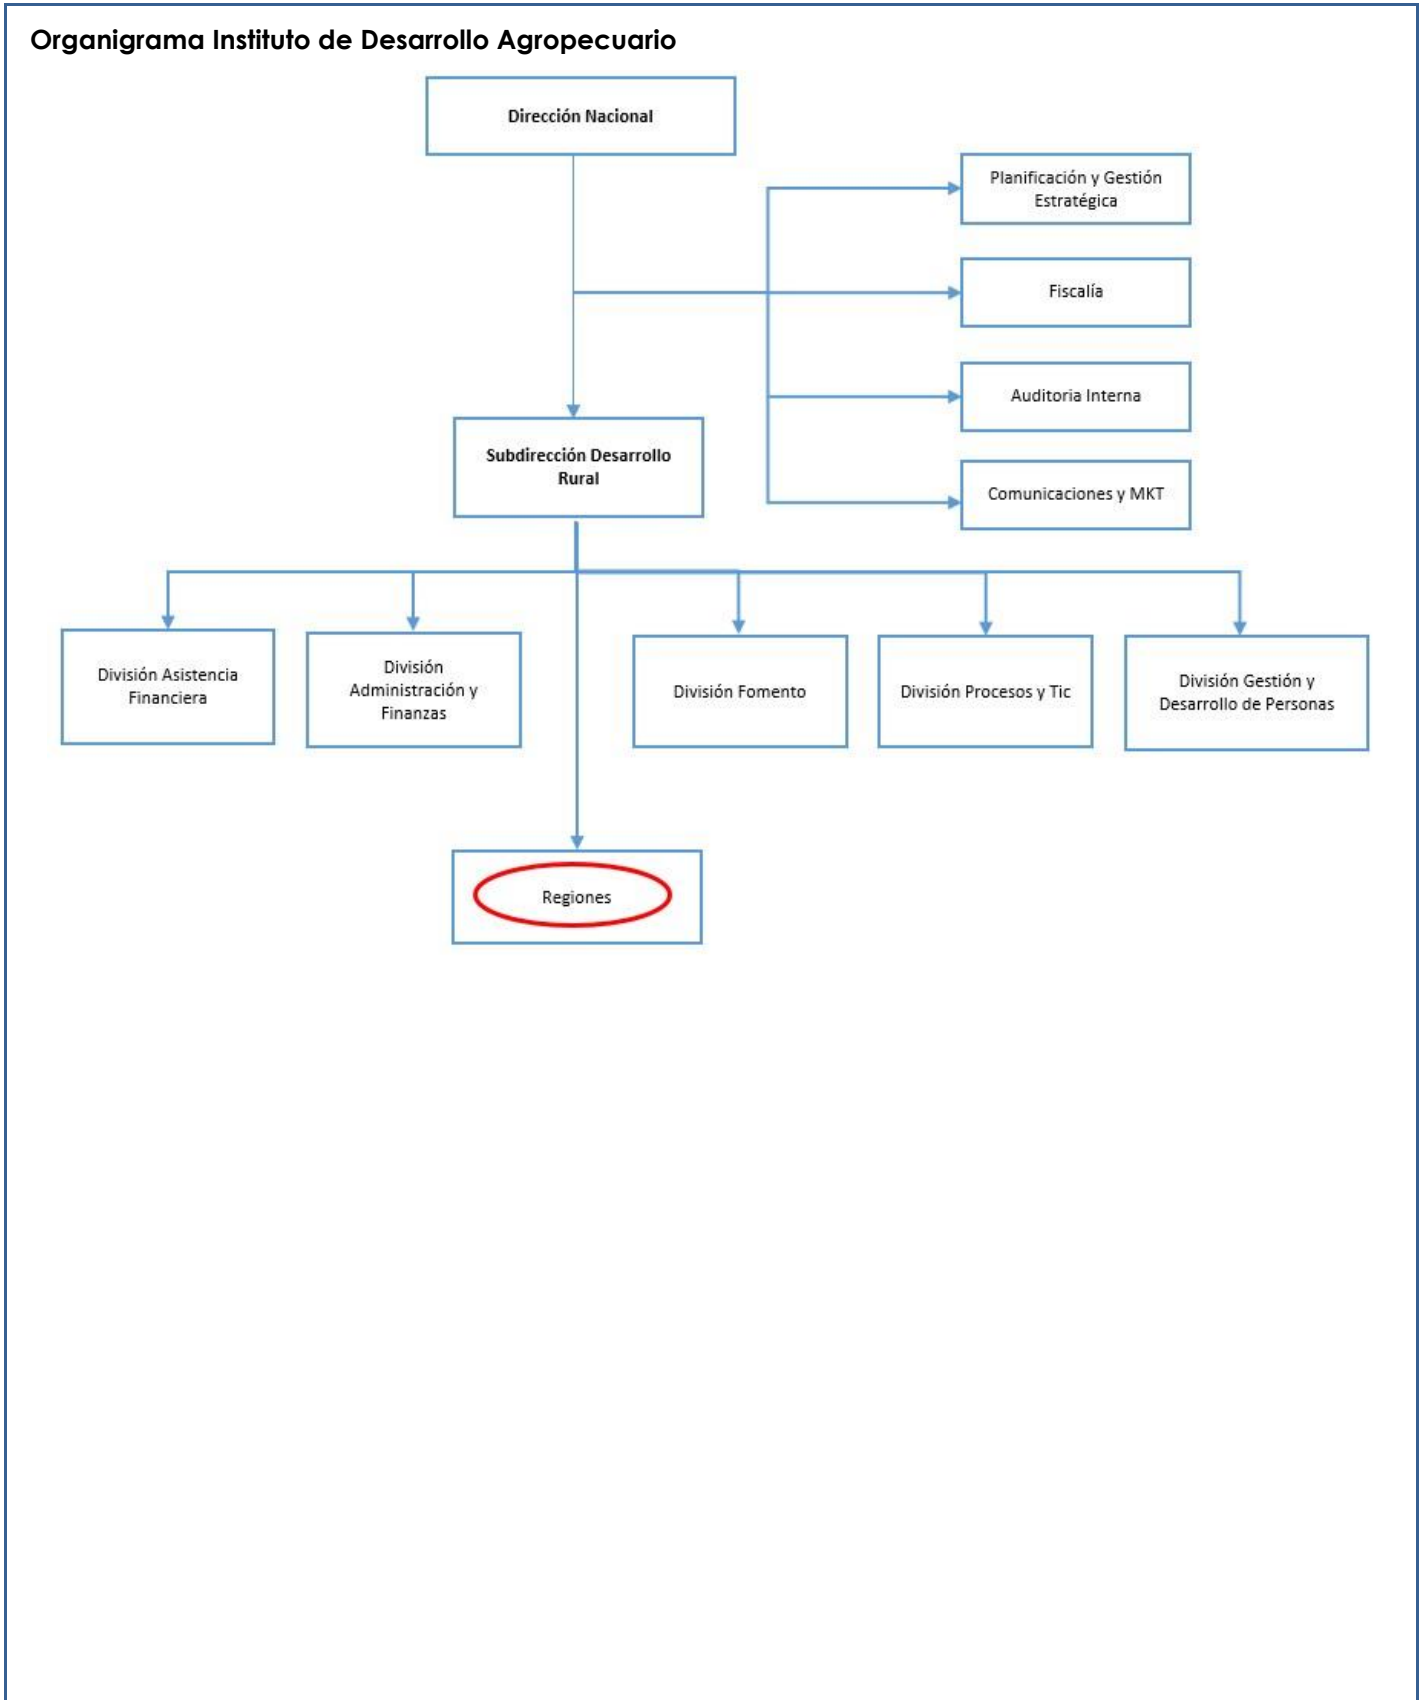 Organigrama Instituto de Desarrollo Agropecuario
Dirección Nacional
Planificación y Gestión
Estratégica
Fiscalía
Auditoria Interna
Comunicaciones y MKT
Subdirección Desarrollo
Rural
División Asistencia
Financiera
División
Administración y
Finanzas
División Fomento
División Procesos y Tic
División Gestión y
Desarrollo de Personas
Regiones